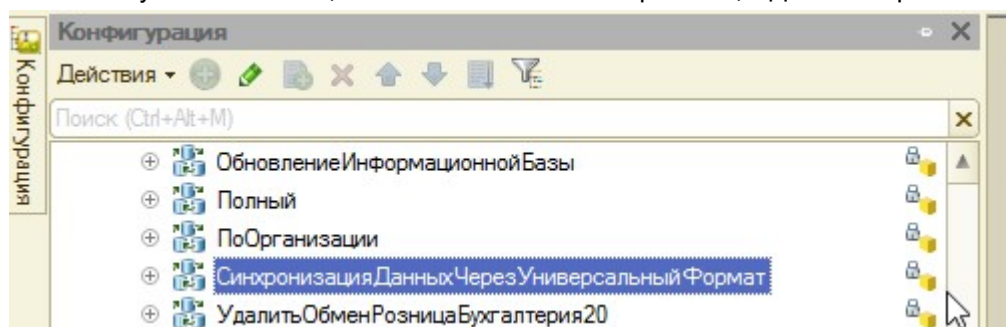 Конфигурация
Конфигурация
Действия
Поиск (Ctrl+Alt+M)
ОбновлениеИнформационнойБазы
Полный
ПоОрганизации
СинхронизацияДанныхЧерезУниверсальныйФормат
УдалитьОбменРозницаБухгалтерия20